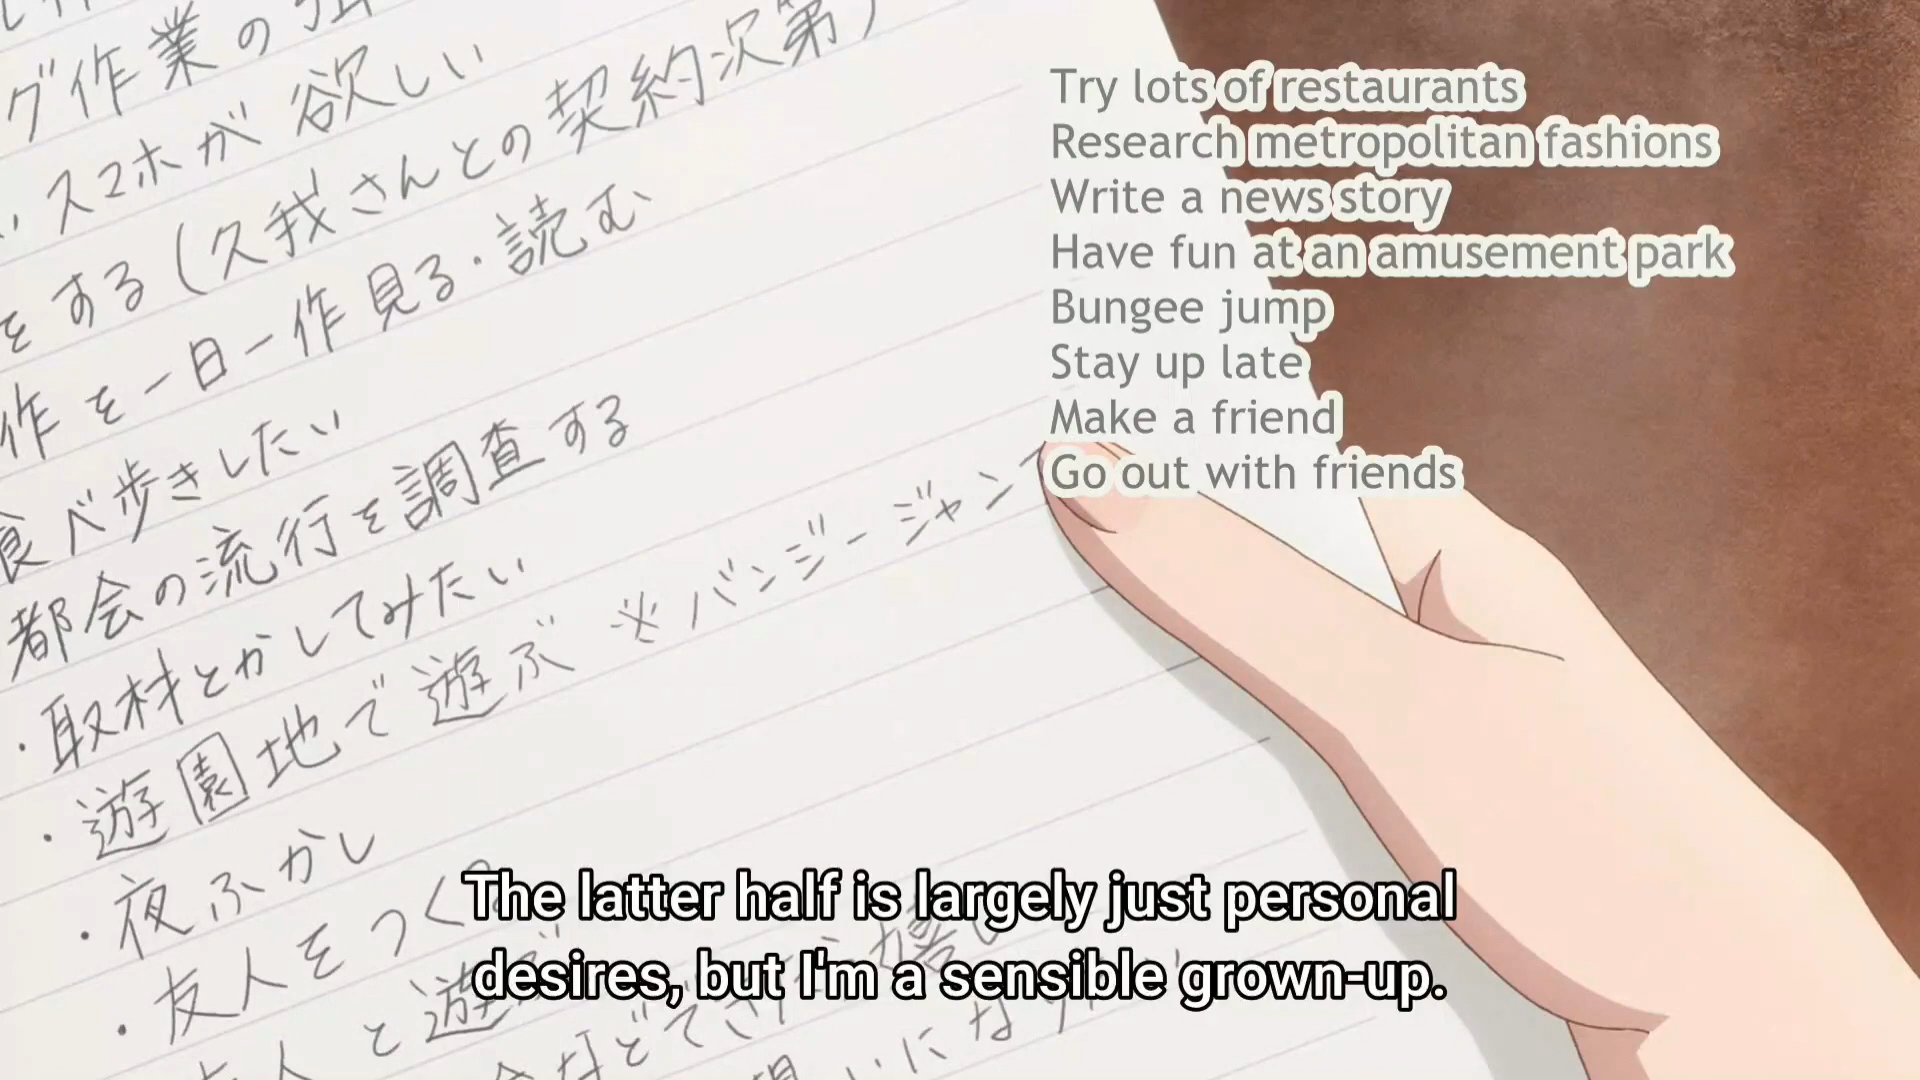 グ作業の
スマホが欲しい
をする(久我さんとの契約次第)
作を一日一作見る・読む
食べ歩きしたい
都会の流行を調査する
・取材とかしてみたい
・遊園地で遊ぶ ※バンジージャン
・夜ふかし
・友人をつくる
友人と遊ぶ
Try lots of restaurants
Research metropolitan fashions
Write a news story
Have fun at an amusement park
Bungee jump
Stay up late
Make a friend
Go out with friends
The latter half is largely just personal
desires, but I'm a sensible grown-up.